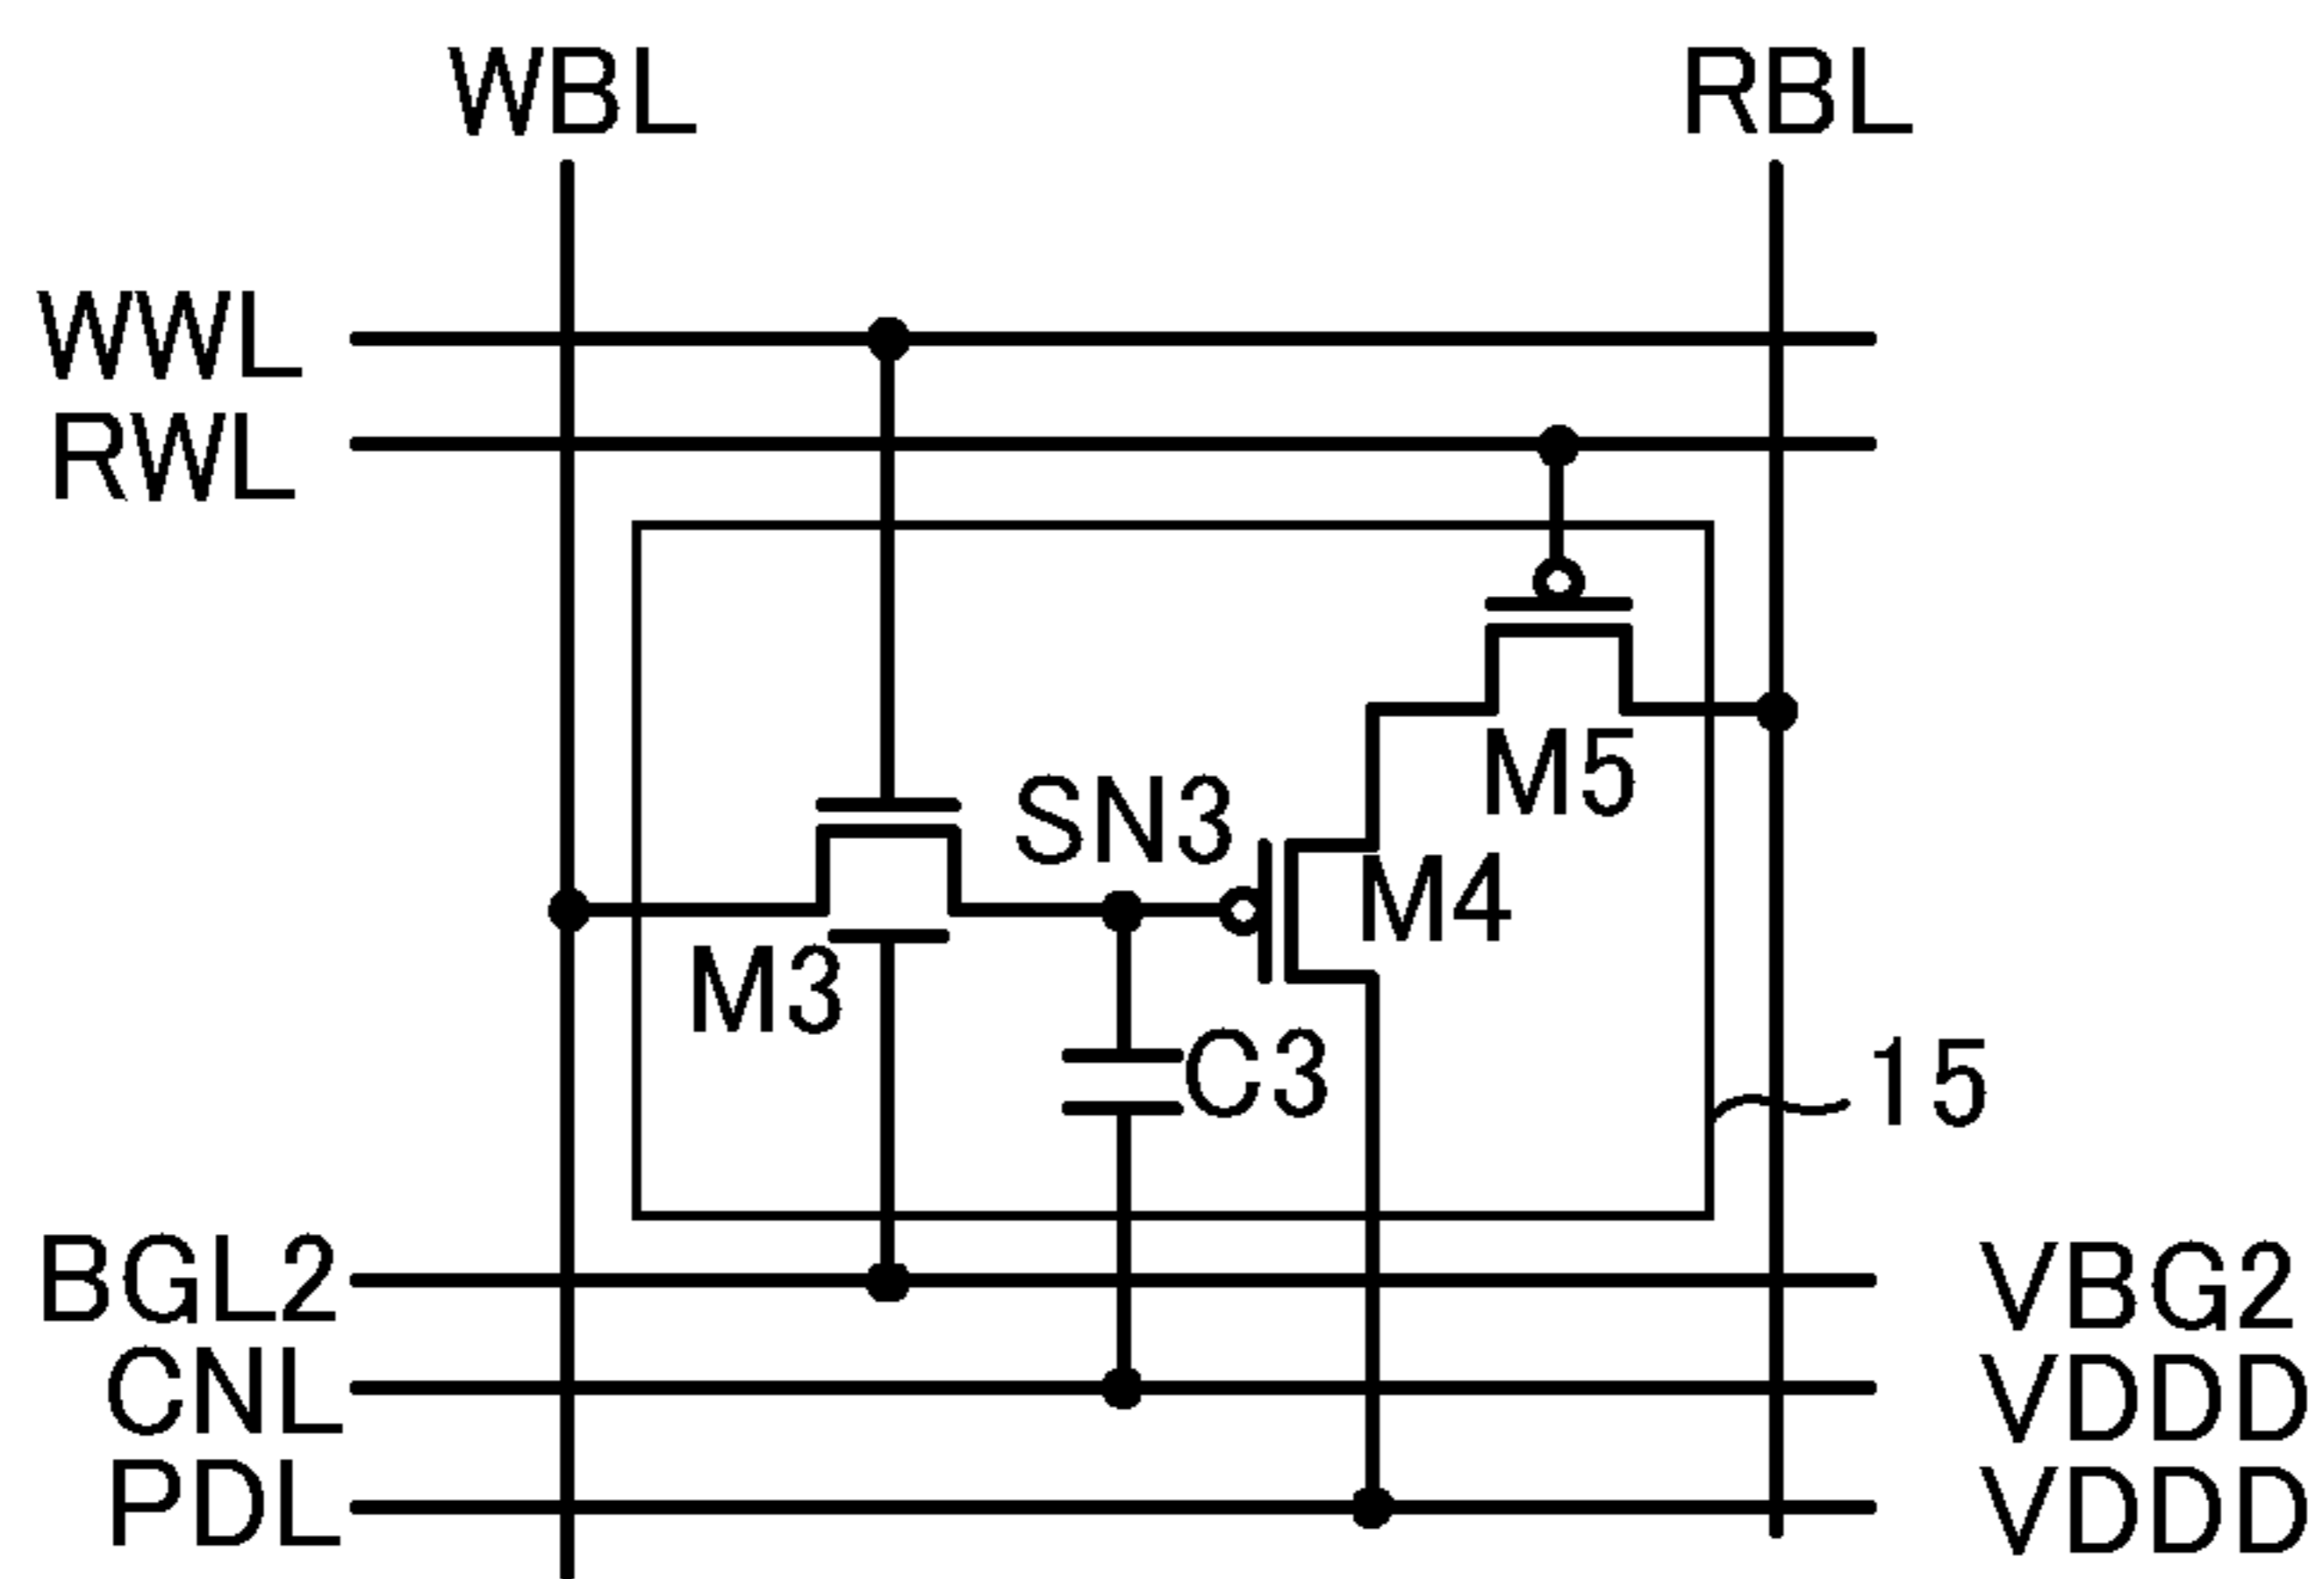 WBL RBL
WWL
RWL
M5
SN3
M4
M3
C3
15
BGL2 VBG2
CNL VDDD
PDL VDDD